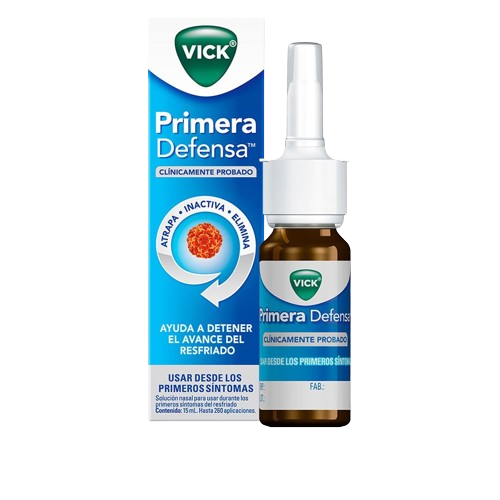 VICK®
Primera
Defensa™
CLÍNICAMENTE PROBADO
ATRAPA • INACTIVA • ELIMINA
AYUDA A DETENER
EL AVANCE DEL
RESFRIADO
USAR DESDE LOS
PRIMEROS SÍNTOMAS
Solución nasal para usar durante los
primeros síntomas del resfriado
Contenido: 15 mL. Hasta 260 aplicaciones.
VICK
Primera Defensa
CLÍNICAMENTE PROBADO
USAR DESDE LOS PRIMEROS SÍNTOMA
FAB.: